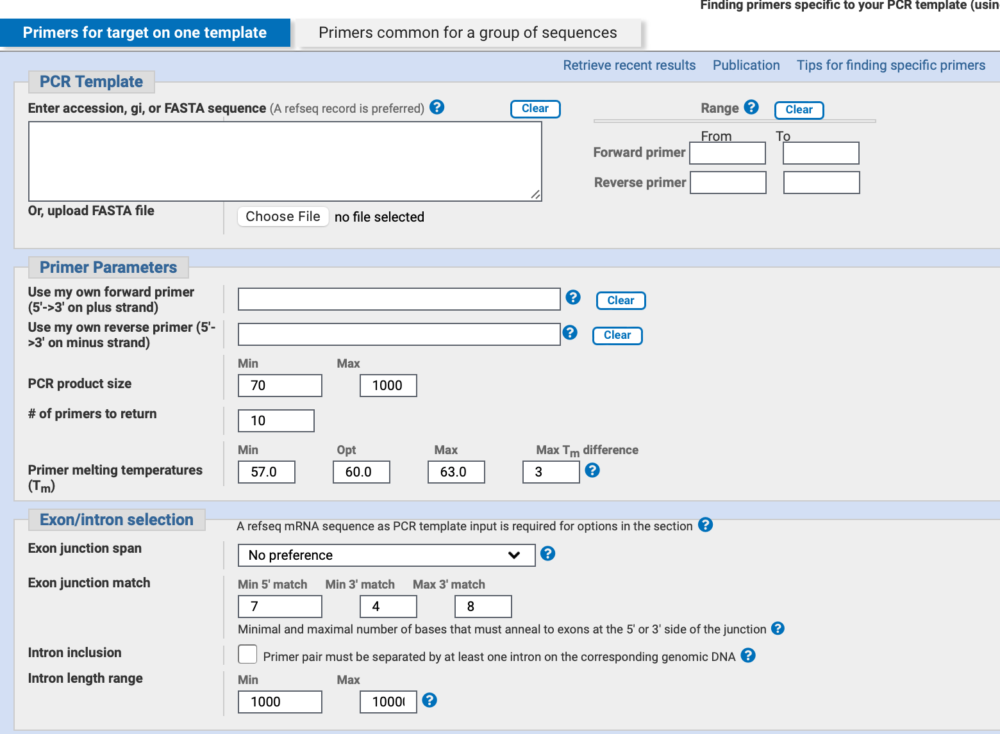 Finding primers specific to your PCR template (usin
Primers for target on one template
Primers common for a group of sequences
Retrieve recent results Publication Tips for finding specific primers
PCR Template
Enter accession, gi, or FASTA sequence (A refseq record is preferred) ? Clear
Range ? Clear
From To
Forward primer
Reverse primer
Or, upload FASTA file Choose File no file selected
Primer Parameters
Use my own forward primer
(5'->3' on plus strand)
? Clear
Use my own reverse primer (5'-
>3' on minus strand)
? Clear
Min Max
PCR product size 70 1000
# of primers to return 10
Min Opt Max Max Tm difference
Primer melting temperatures
(Tm)
57.0 60.0 63.0 3 ?
Exon/intron selection
A refseq mRNA sequence as PCR template input is required for options in the section ?
Exon junction span No preference ?
Exon junction match Min 5' match Min 3' match Max 3' match
7 4 8
Minimal and maximal number of bases that must anneal to exons at the 5' or 3' side of the junction ?
Intron inclusion Primer pair must be separated by at least one intron on the corresponding genomic DNA ?
Intron length range Min Max
1000 1000 ?